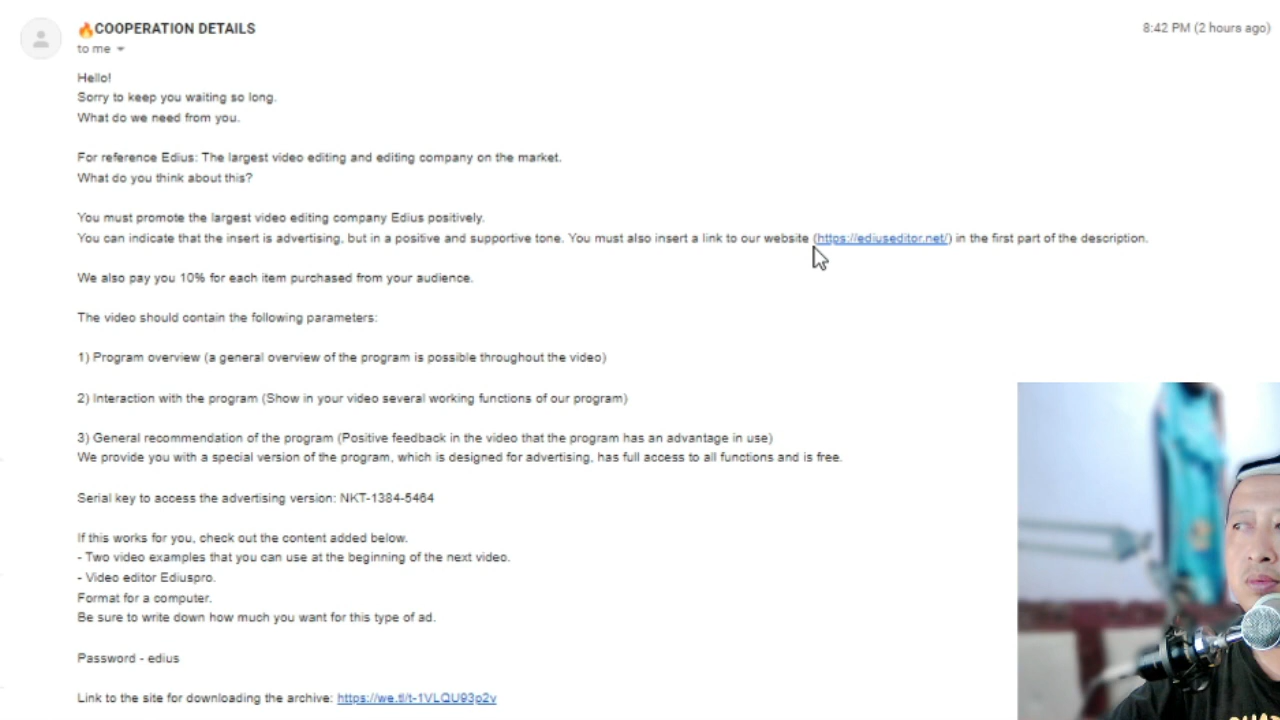 🔥COOPERATION DETAILS
8:42 PM (2 hours ago)
to me
Hello!
Sorry to keep you waiting so long.
What do we need from you.
For reference Edius: The largest video editing and editing company on the market.
What do you think about this?
You must promote the largest video editing company Edius positively.
You can indicate that the insert is advertising, but in a positive and supportive tone. You must also insert a link to our website (https://ediuseditor.net/) in the first part of the description.
We also pay you 10% for each item purchased from your audience.
The video should contain the following parameters:
1) Program overview (a general overview of the program is possible throughout the video)
2) Interaction with the program (Show in your video several working functions of our program)
3) General recommendation of the program (Positive feedback in the video that the program has an advantage in use)
We provide you with a special version of the program, which is designed for advertising, has full access to all functions and is free.
Serial key to access the advertising version: NKT-1384-5464
If this works for you, check out the content added below.
- Two video examples that you can use at the beginning of the next video.
- Video editor Ediuspro.
Format for a computer.
Be sure to write down how much you want for this type of ad.
Password - edius
Link to the site for downloading the archive: https://we.tl/t-1VLQU93p2v